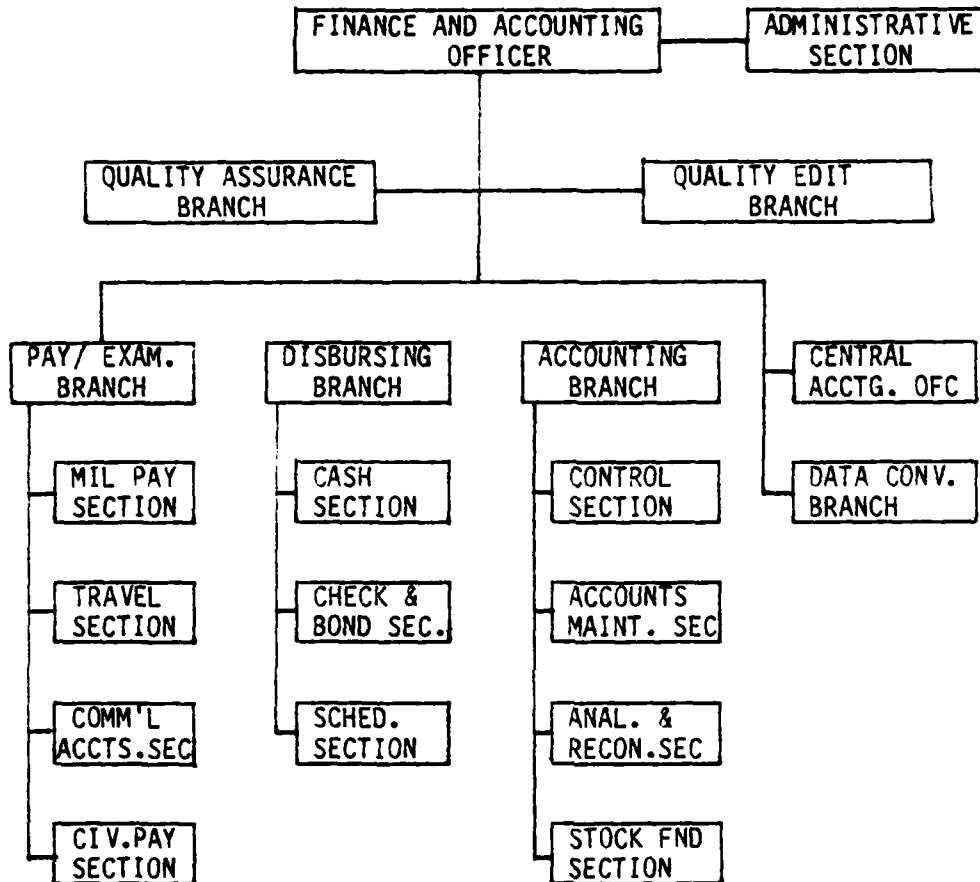 FINANCE AND ACCOUNTING
OFFICER
ADMINISTRATIVE
SECTION
QUALITY ASSURANCE
BRANCH
QUALITY EDIT
BRANCH
PAY/ EXAM.
BRANCH
DISBURSING
BRANCH
ACCOUNTING
BRANCH
CENTRAL
ACCTG. OFC
MIL PAY
SECTION
CASH
SECTION
CONTROL
SECTION
DATA CONV.
BRANCH
TRAVEL
SECTION
CHECK &
BOND SEC.
ACCOUNTS
MAINT. SEC
COMM'L
ACCTS.SEC
SCHED.
SECTION
ANAL. &
RECON.SEC
CIV.PAY
SECTION
STOCK FND
SECTION